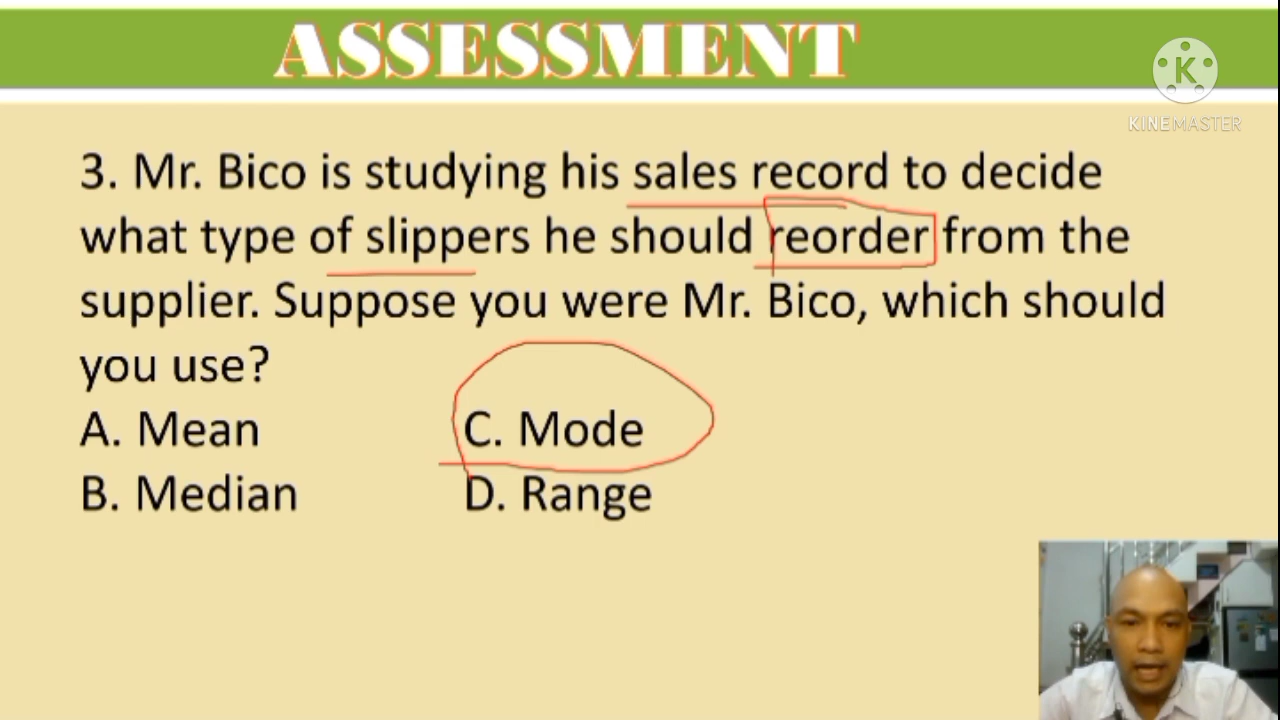 ASSESSMENT
K
KINEMASTER
3. Mr. Bico is studying his sales record to decide
what type of slippers he should reorder from the
supplier. Suppose you were Mr. Bico, which should
you use?
A. Mean C. Mode
B. Median D. Range